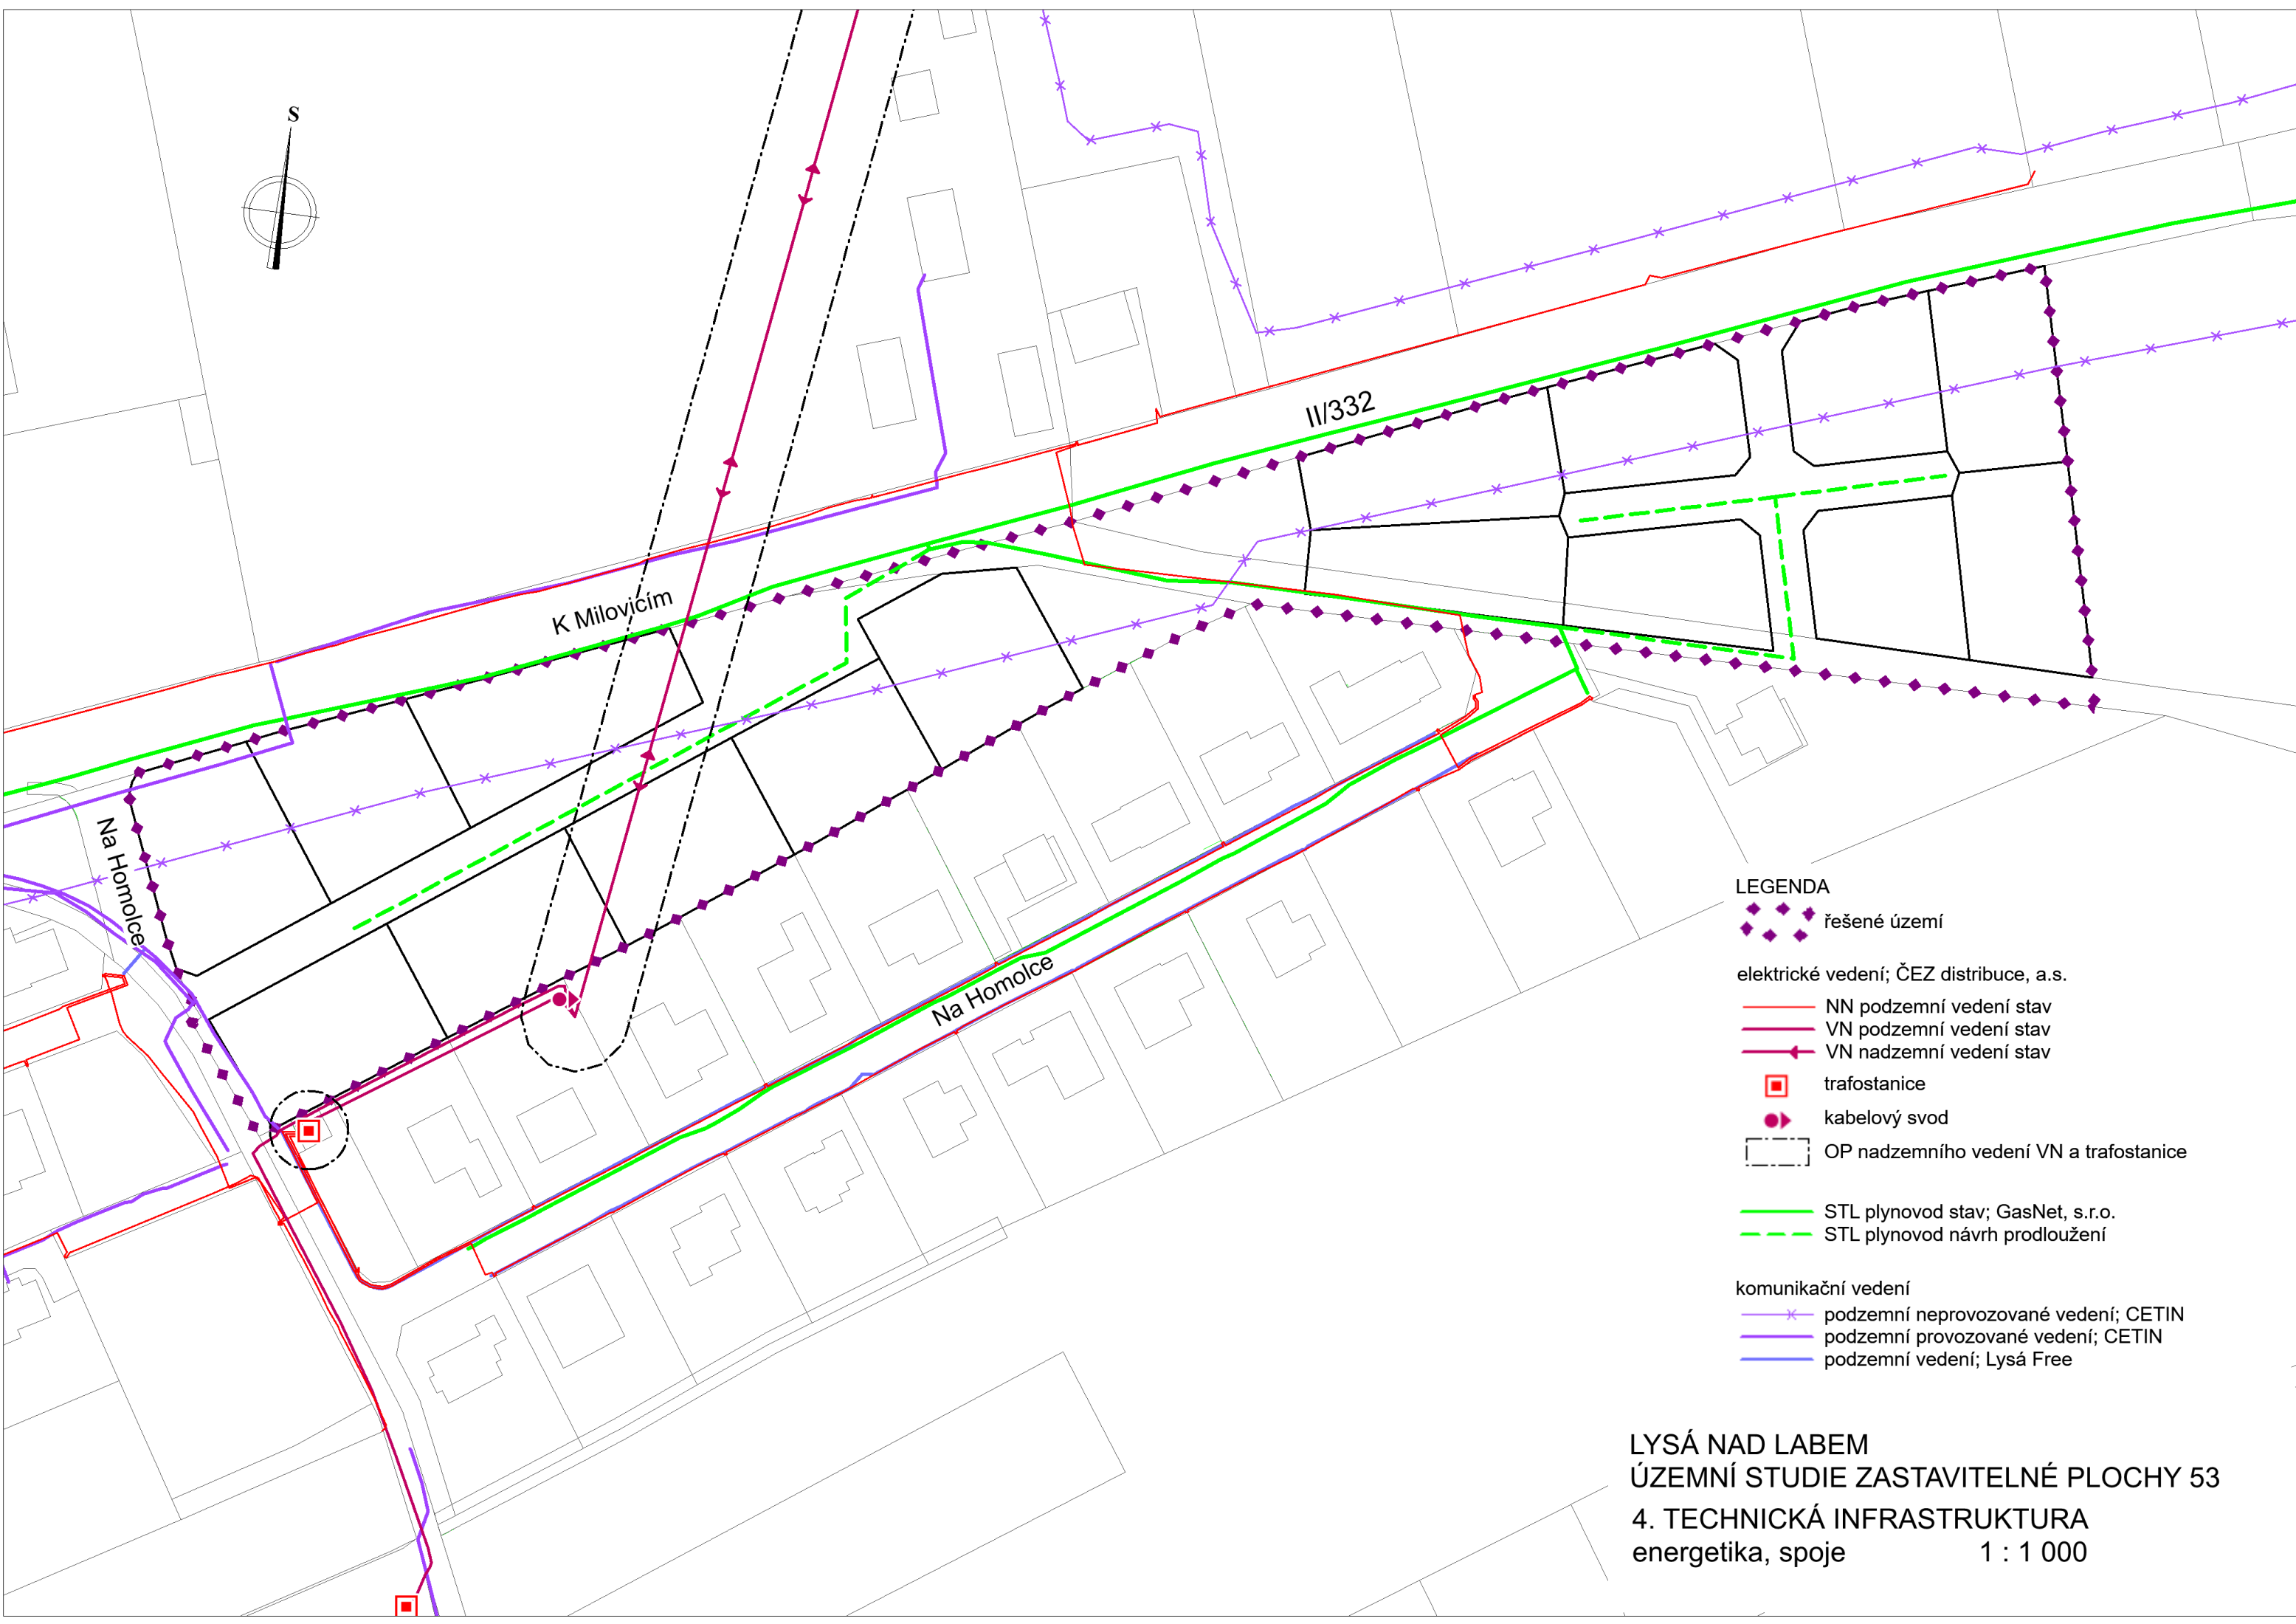 S
II/332
K Milovicím
Na Homolce
Na Homolce
LEGENDA
řešené území
elektrické vedení; ČEZ distribuce, a.s.
NN podzemní vedení stav
VN podzemní vedení stav
VN nadzemní vedení stav
trafostanice
kabelový svod
OP nadzemního vedení VN a trafostanice
STL plynovod stav; GasNet, s.r.o.
STL plynovod návrh prodloužení
komunikační vedení
podzemní neprovozované vedení; CETIN
podzemní provozované vedení; CETIN
podzemní vedení; Lysá Free
LYSÁ NAD LABEM
ÚZEMNÍ STUDIE ZASTAVITELNÉ PLOCHY 53
4. TECHNICKÁ INFRASTRUKTURA
energetika, spoje 1 : 1 000